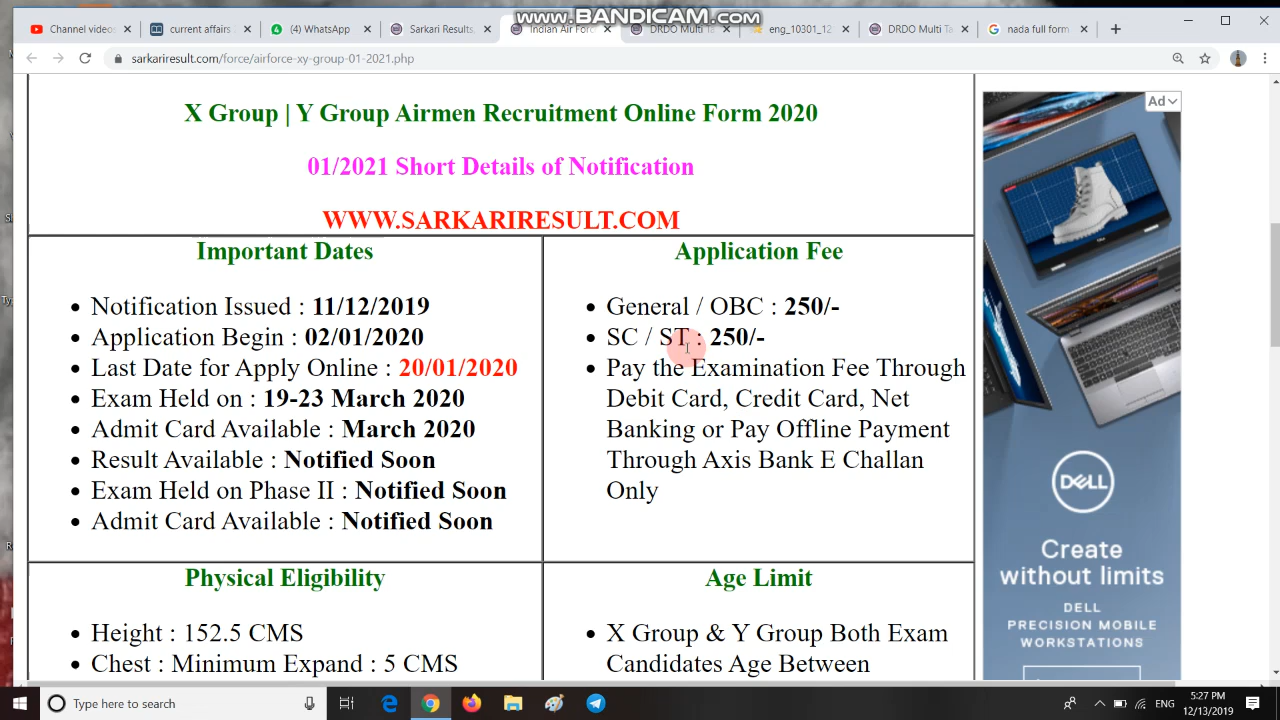 www.BANDICAM.com
Channel videos
current affairs
(4) WhatsApp
Sarkari Results,
Indian Air Forc
DRDO Multi Ta
eng_10301_12
DRDO Multi Ta
nada full form
sarkariresult.com/force/airforce-xy-group-01-2021.php
X Group | Y Group Airmen Recruitment Online Form 2020
01/2021 Short Details of Notification
WWW.SARKARIRESULT.COM
Important Dates
Notification Issued : 11/12/2019
Application Begin : 02/01/2020
Last Date for Apply Online : 20/01/2020
Exam Held on : 19-23 March 2020
Admit Card Available : March 2020
Result Available : Notified Soon
Exam Held on Phase II : Notified Soon
Admit Card Available : Notified Soon
Application Fee
General / OBC : 250/-
SC / ST : 250/-
Pay the Examination Fee Through
Debit Card, Credit Card, Net
Banking or Pay Offline Payment
Through Axis Bank E Challan
Only
Physical Eligibility
Height : 152.5 CMS
Chest : Minimum Expand : 5 CMS
Age Limit
X Group & Y Group Both Exam
Candidates Age Between
Ad
DELL
Create
without limits
DELL
PRECISION MOBILE
WORKSTATIONS
Type here to search
ENG
5:27 PM
12/13/2019